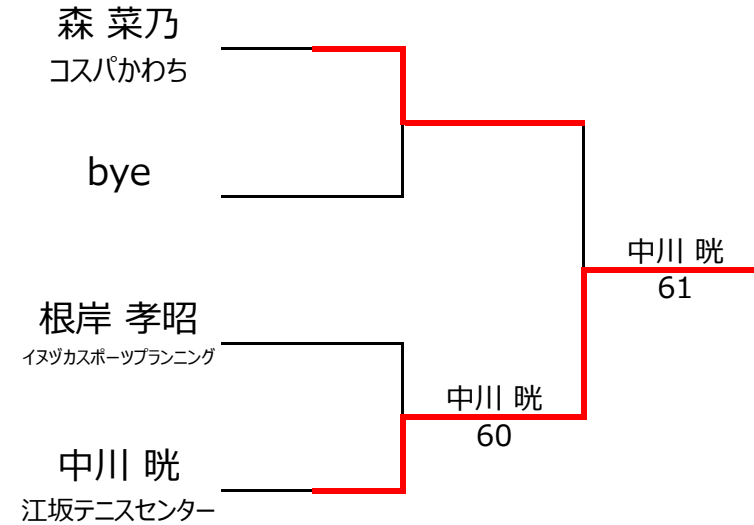 森 菜乃
コスパかわち
bye
根岸 孝昭
イヌヅカスポーツプランニング
中川 晄
江坂テニスセンター
中川 晄
60
中川 晄
61